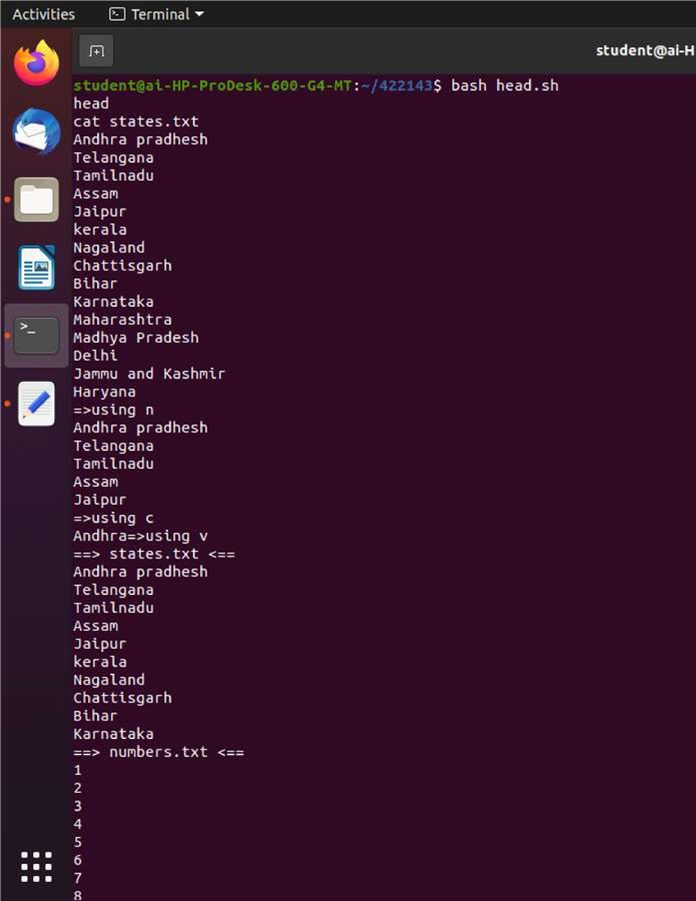 Activities
Terminal
student@ai-H
student@ai-HP-ProDesk-600-G4-MT:~/422143$ bash head.sh
head
cat states.txt
Andhra pradhesh
Telangana
Tamilnadu
Assam
Jaipur
kerala
Nagaland
Chattisgarh
Bihar
Karnataka
Maharashtra
Madhya Pradesh
Delhi
Jammu and Kashmir
Haryana
=>using n
Andhra pradhesh
Telangana
Tamilnadu
Assam
Jaipur
=>using c
Andhra=>using v
==> states.txt <==
Andhra pradhesh
Telangana
Tamilnadu
Assam
Jaipur
kerala
Nagaland
Chattisgarh
Bihar
Karnataka
==> numbers.txt <==
1
2
3
4
5
6
7
8